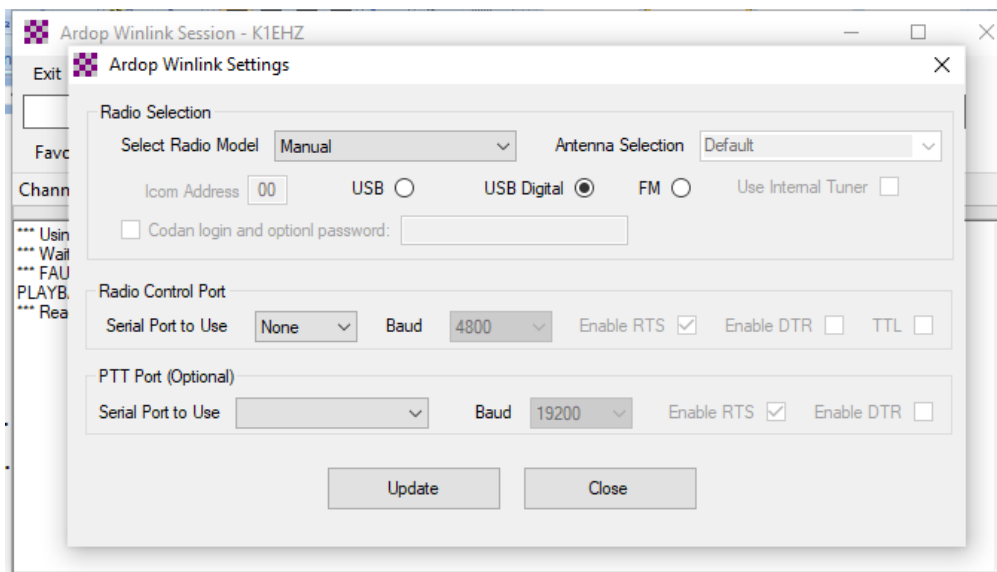 Ardop Winlink Session - K1EHZ
Ardop Winlink Settings
Exit
Radio Selection
Select Radio Model Manual Antenna Selection Default
Favo
Icom Address 00 USB USB Digital FM Use Internal Tuner
Chann
Codan login and optionl password:
*** Usin
*** Wait
*** FAU
PLAYB
*** Rea
Radio Control Port
Serial Port to Use None Baud 4800 Enable RTS Enable DTR TTL
PTT Port (Optional)
Serial Port to Use Baud 19200 Enable RTS Enable DTR
Update Close